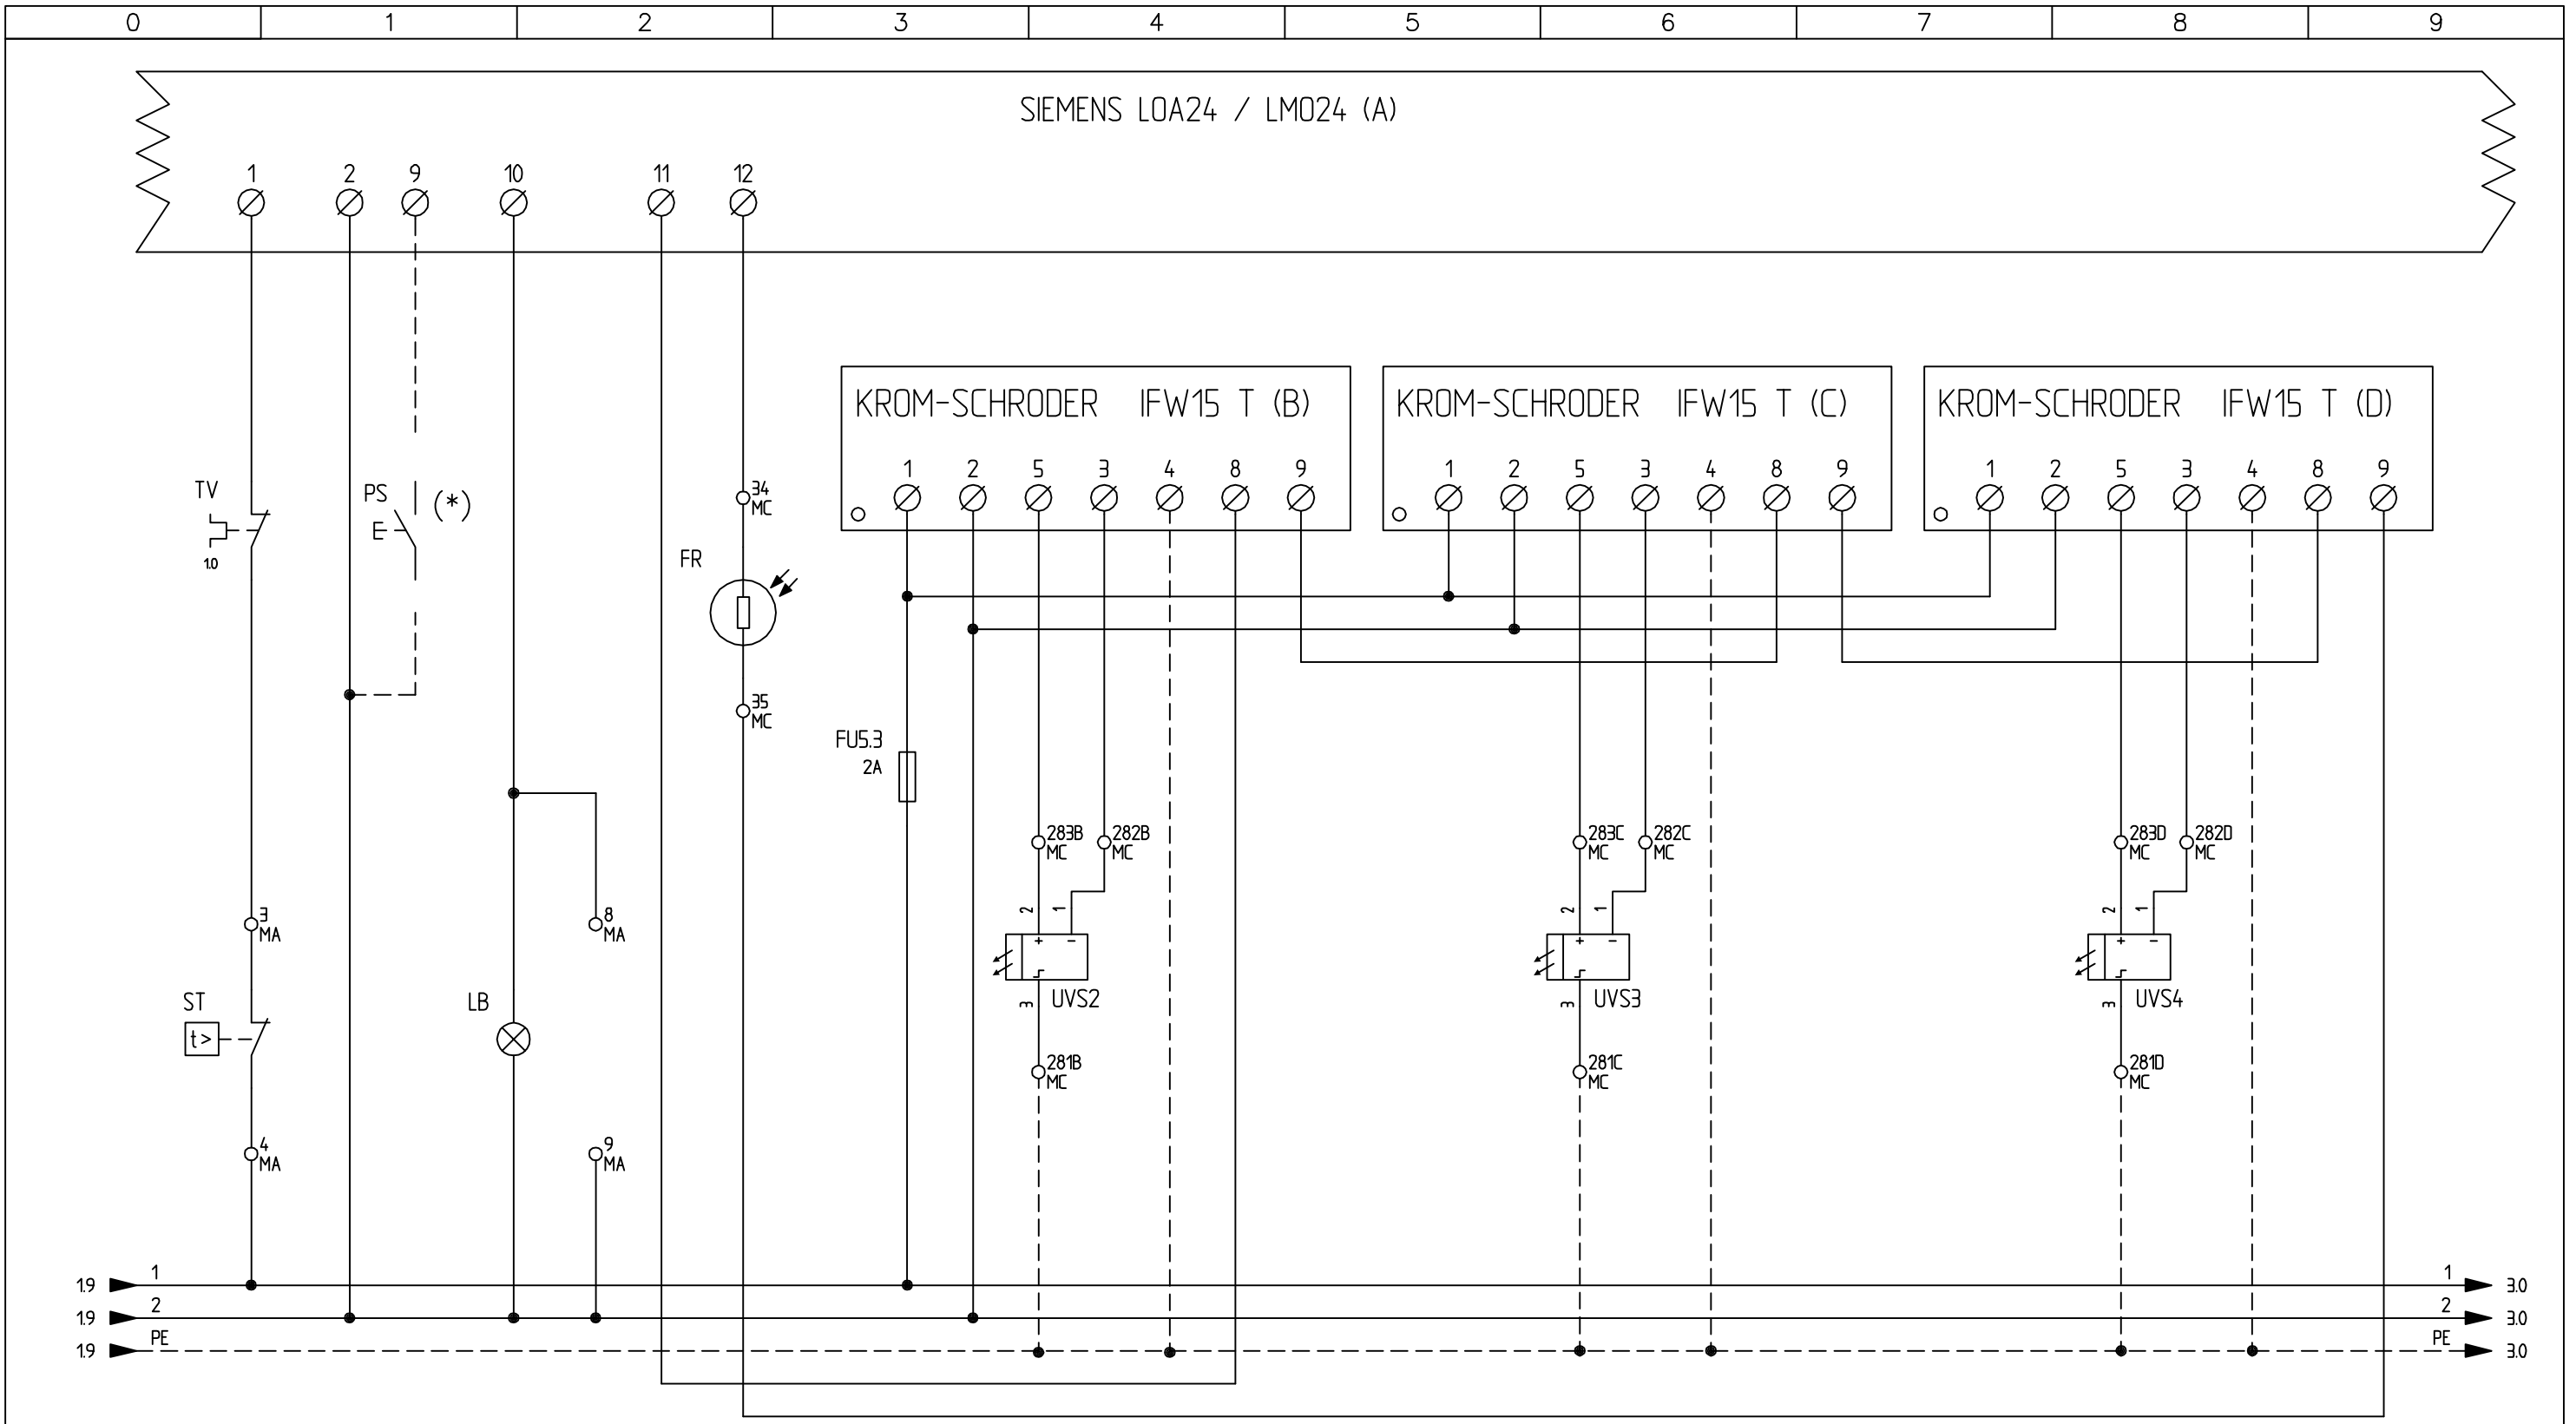 0 1 2 3 4 5 6 7 8 9
SIEMENS LOA24 / LMO24 (A)
1 2 9 10 11 12
KROM-SCHRODER IFW15 T (B)
1 2 5 3 4 8 9
KROM-SCHRODER IFW15 T (C)
1 2 5 3 4 8 9
KROM-SCHRODER IFW15 T (D)
1 2 5 3 4 8 9
TV
1.0
PS
(*)
E
34
MC
FR
35
MC
FU5.3
2A
283B
MC
282B
MC
283C
MC
282C
MC
283D
MC
282D
MC
3
MA
8
MA
2 1
+ -
3
UVS2
2 1
+ -
3
UVS3
2 1
+ -
3
UVS4
ST
t>
LB
281B
MC
281C
MC
281D
MC
4
MA
9
MA
1.9 1 1 3.0
1.9 2 2 3.0
1.9 PE PE 3.0